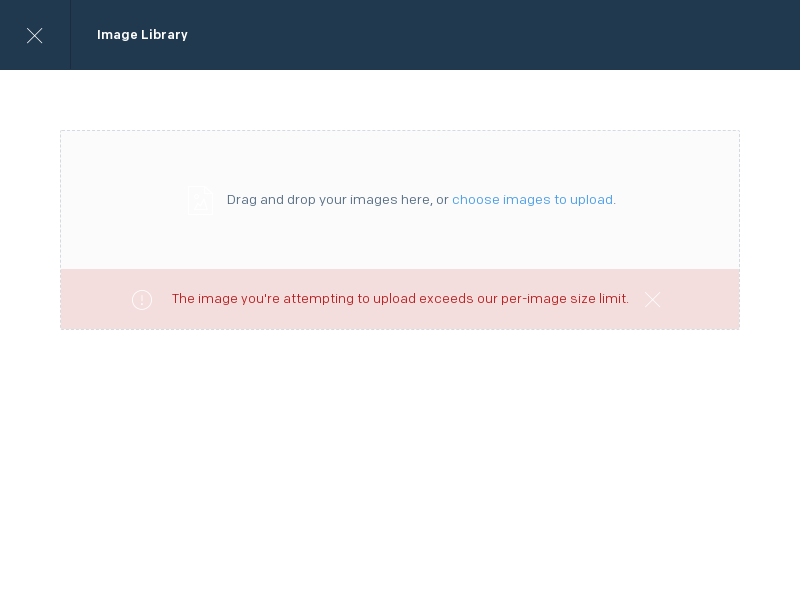 Image Library
Drag and drop your images here, or choose images to upload.
The image you're attempting to upload exceeds our per-image size limit.